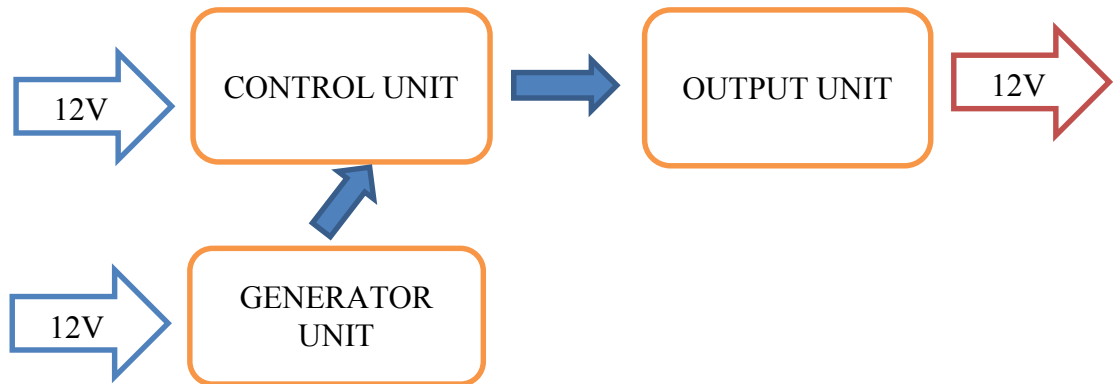 12V
CONTROL UNIT
OUTPUT UNIT
12V
12V
GENERATOR
UNIT